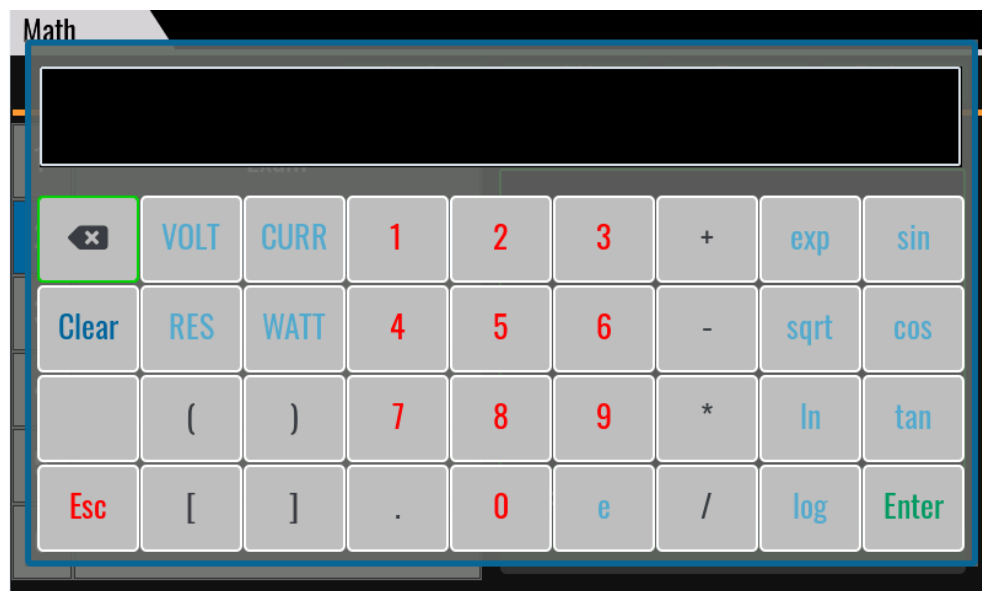 Math
VOLT CURR 1 2 3 + exp sin
Clear RES WATT 4 5 6 - sqrt cos
( ) 7 8 9 * ln tan
Esc [ ] . 0 e / log Enter